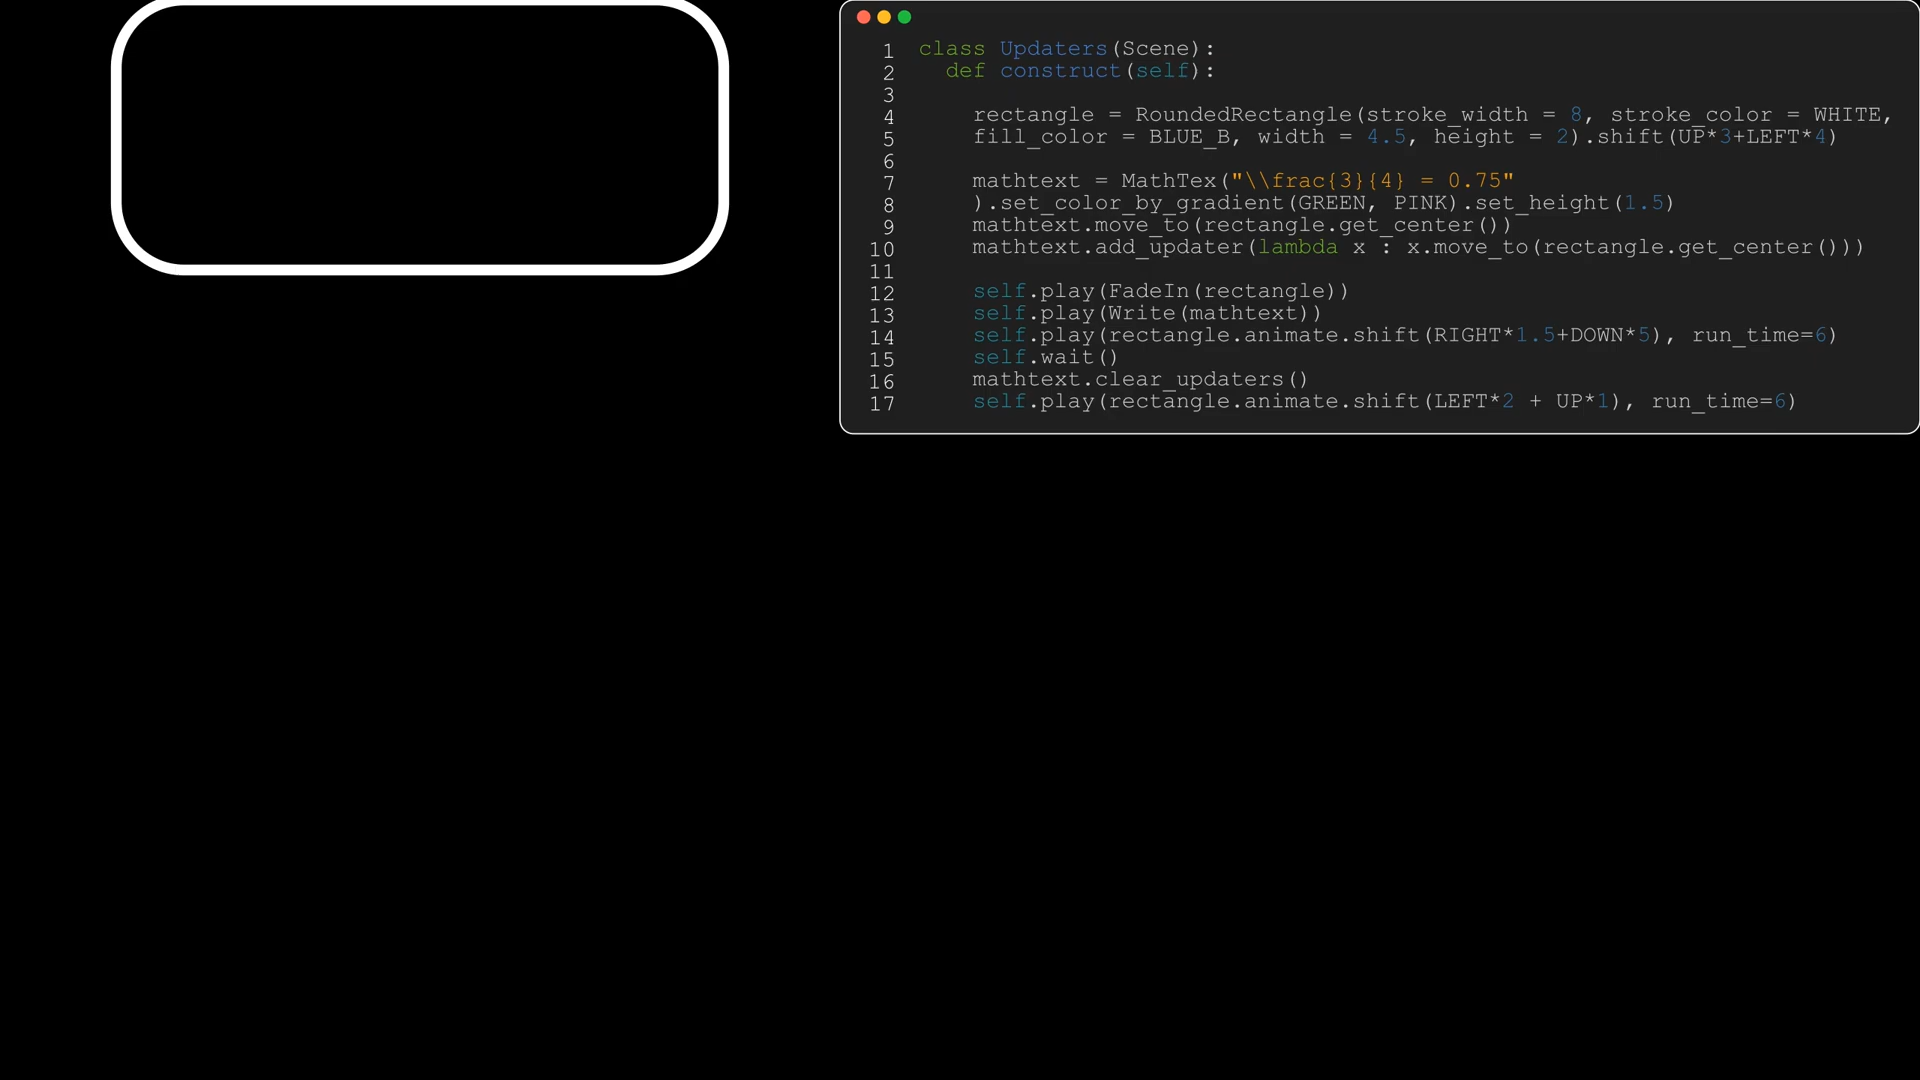 1 class Updaters(Scene):
2 def construct(self):
3
4 rectangle = RoundedRectangle(stroke_width = 8, stroke_color = WHITE,
5 fill_color = BLUE_B, width = 4.5, height = 2).shift(UP*3+LEFT*4)
6
7 mathtext = MathTex("\\frac{3}{4} = 0.75"
8 ).set_color_by_gradient(GREEN, PINK).set_height(1.5)
9 mathtext.move_to(rectangle.get_center())
10 mathtext.add_updater(lambda x : x.move_to(rectangle.get_center()))
11
12 self.play(FadeIn(rectangle))
13 self.play(Write(mathtext))
14 self.play(rectangle.animate.shift(RIGHT*1.5+DOWN*5), run_time=6)
15 self.wait()
16 mathtext.clear_updaters()
17 self.play(rectangle.animate.shift(LEFT*2 + UP*1), run_time=6)